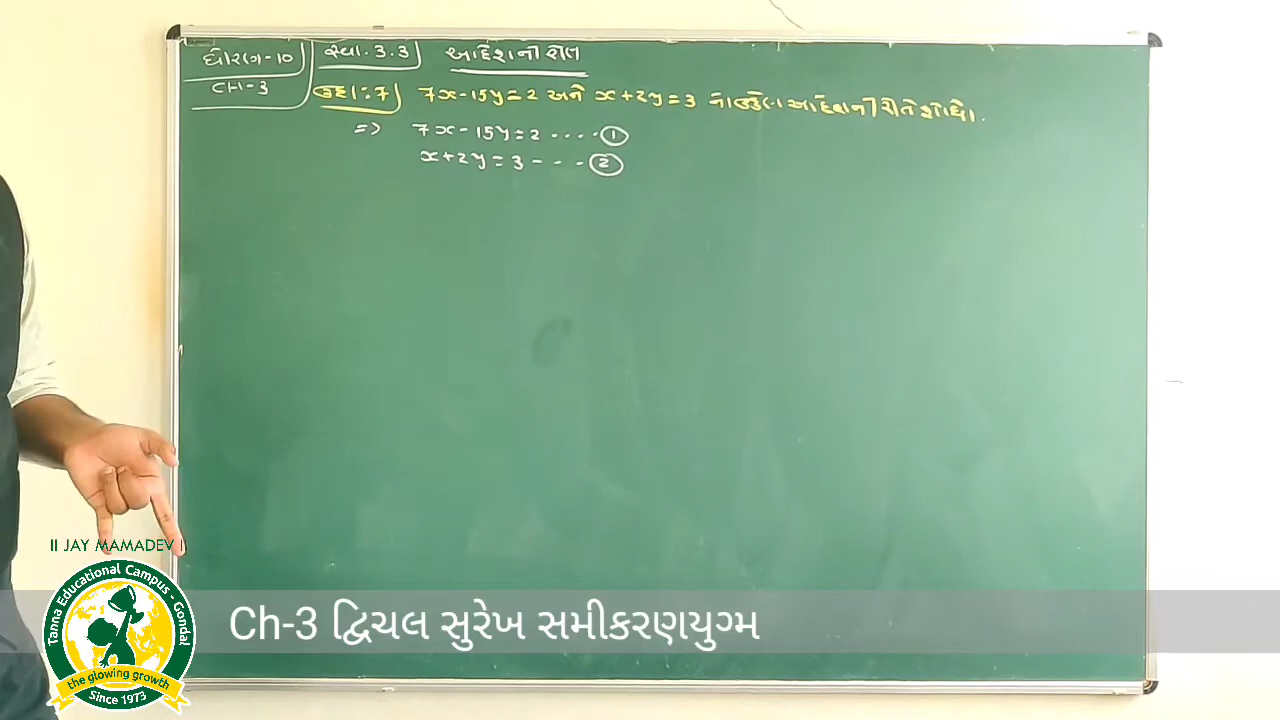 ધોરણ-10
Ch-3
સ્વા. 3.3
આદેશની રીત
ઉદા : 7
7x-15y=2 અને x+2y=3 નો ઉકેલ આદેશની રીતે શોધો.
=> 7x-15y=2 ---- ①
x+2y=3 --- ②
II JAY MAMADEV II
Tanna Educational Campus - Gondal
the glowing growth
Since 1973
Ch-3 દ્વિચલ સુરેખ સમીકરણયુગ્મ